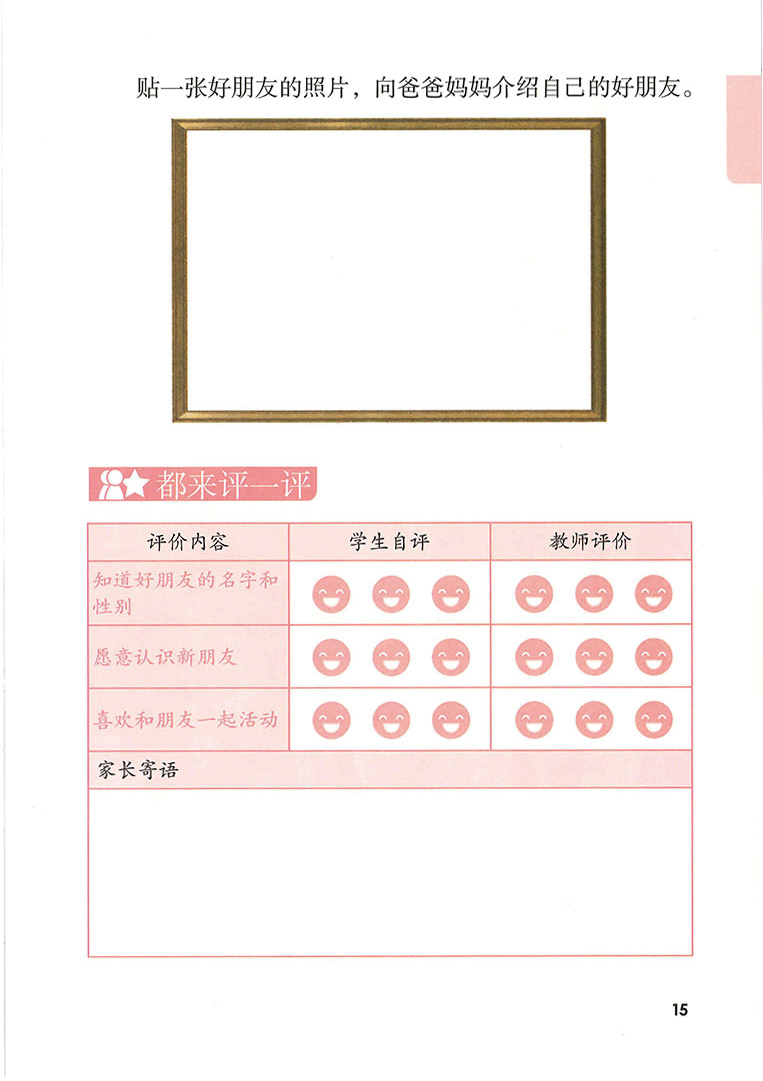 贴一张好朋友的照片，向爸爸妈妈介绍自己的好朋友。
都来评一评
评价内容 学生自评 教师评价
知道好朋友的名字和
性别
愿意认识新朋友
喜欢和朋友一起活动
家长寄语
15